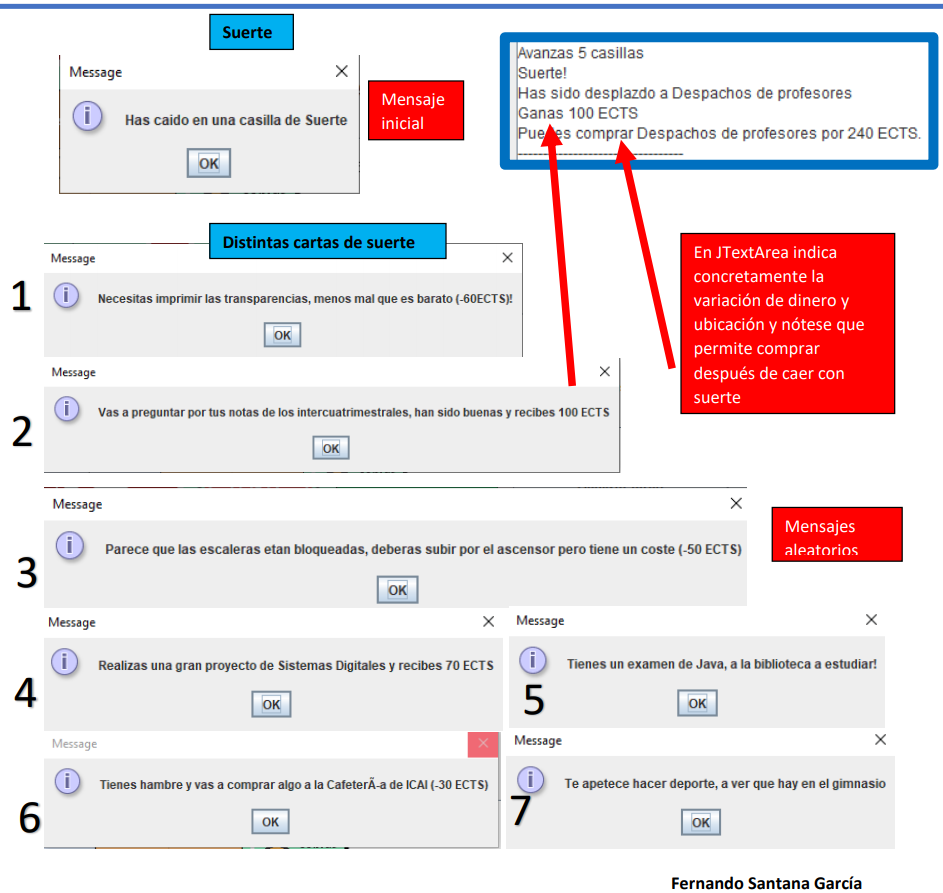 Suerte
Message
Has caido en una casilla de Suerte
OK
Mensaje
inicial
Avanzas 5 casillas
Suerte!
Has sido desplazdo a Despachos de profesores
Ganas 100 ECTS
Puedes comprar Despachos de profesores por 240 ECTS.
----------------------------------
Distintas cartas de suerte
En JTextArea indica
concretamente la
variación de dinero y
ubicación y nótese que
permite comprar
después de caer con
suerte
1
Message
Necesitas imprimir las transparencias, menos mal que es barato (-60ECTS)!
OK
2
Message
Vas a preguntar por tus notas de los intercuatrimestrales, han sido buenas y recibes 100 ECTS
OK
3
Message
Parece que las escaleras etan bloqueadas, deberas subir por el ascensor pero tiene un coste (-50 ECTS)
OK
Mensajes
aleatorios
4
Message
Realizas una gran proyecto de Sistemas Digitales y recibes 70 ECTS
OK
5
Message
Tienes un examen de Java, a la biblioteca a estudiar!
OK
6
Message
Tienes hambre y vas a comprar algo a la CafeterÃ-a de ICAI (-30 ECTS)
OK
7
Message
Te apetece hacer deporte, a ver que hay en el gimnasio
OK
Fernando Santana García